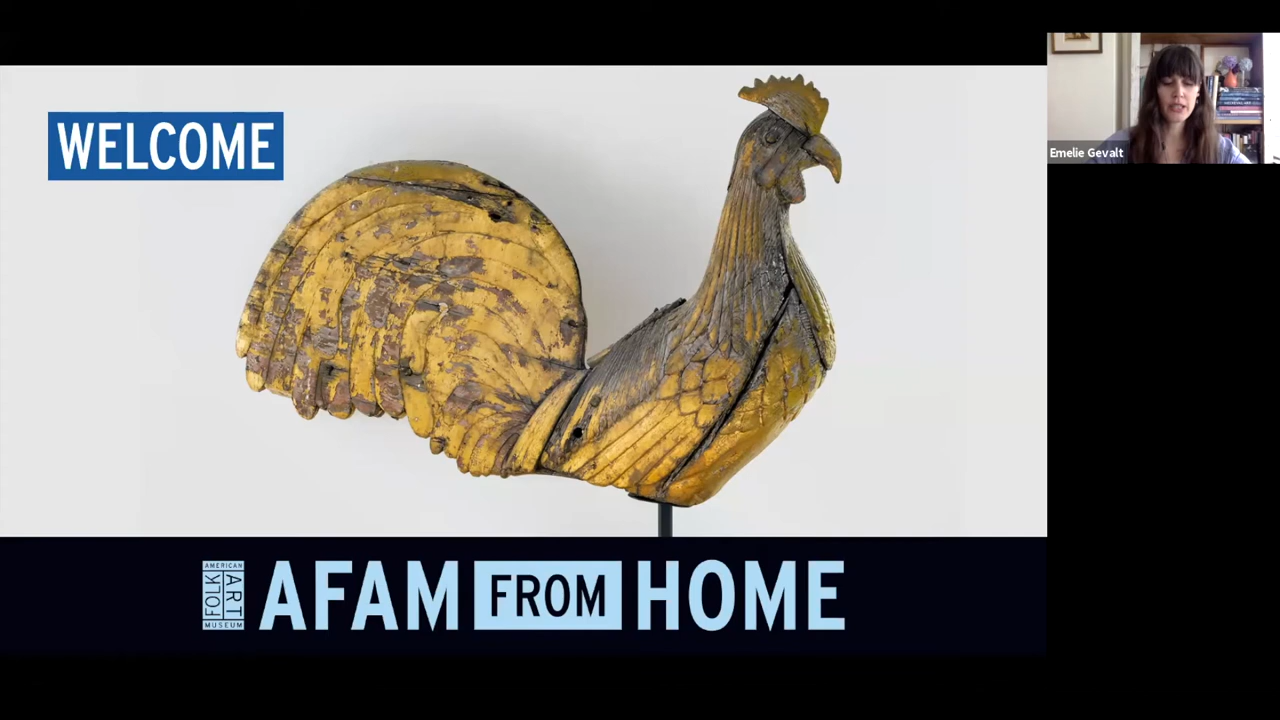 WELCOME
Emelie Gevalt
AMERICAN
FOLK
ART
MUSEUM
AFAM FROM HOME